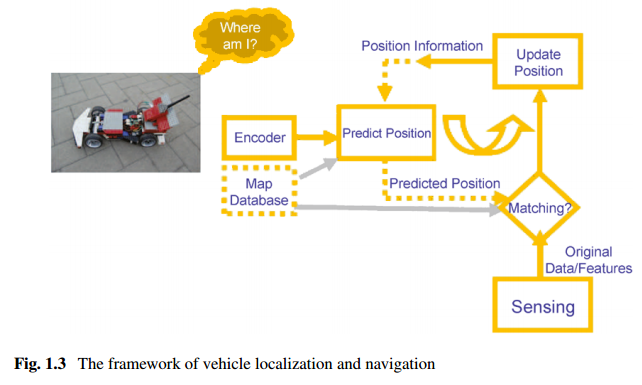 Where
am I?
Position Information
Update
Position
Encoder
Predict Position
Map
Database
Predicted Position
Matching?
Original
Data/Features
Sensing
Fig. 1.3 The framework of vehicle localization and navigation